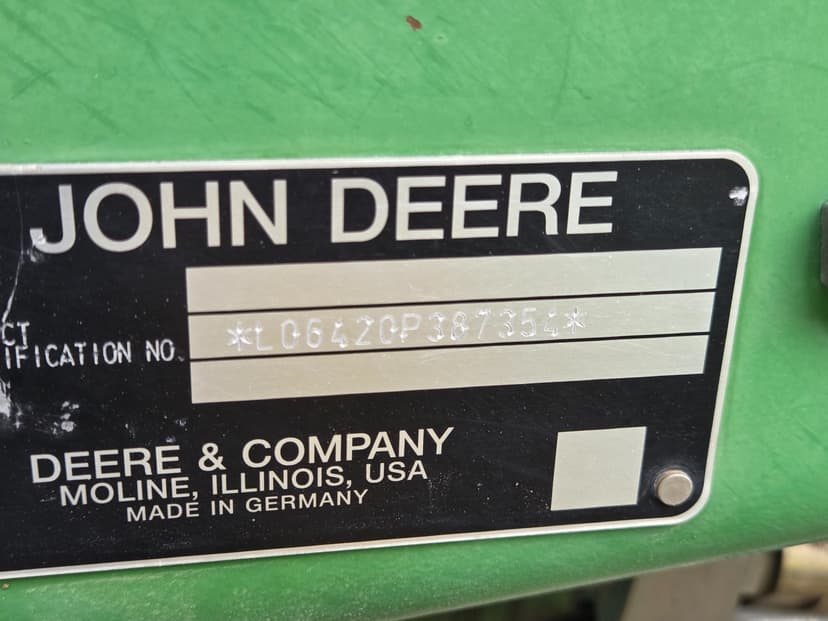 JOHN DEERE
CT
IFICATION NO.
*L06420P387354*
DEERE & COMPANY
MOLINE, ILLINOIS, USA
MADE IN GERMANY